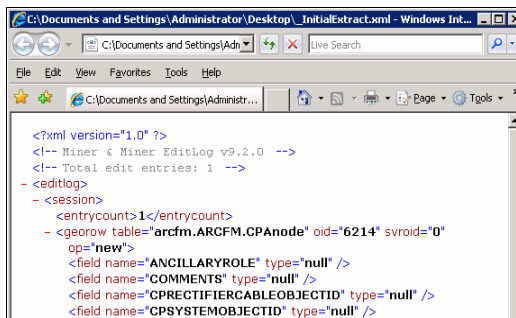 C:\Documents and Settings\Administrator\Desktop\_InitialExtract.xml - Windows Int...
C:\Documents and Settings\Adn
Live Search
File Edit View Favorites Tools Help
C:\Documents and Settings\Administr...
Page Tools
<?xml version="1.0" ?>
<!-- Miner & Miner EditLog v9.2.0 -->
<!-- Total edit entries: 1 -->
- <editlog>
- <session>
<entrycount>1</entrycount>
- <georow table="arcfm.ARCFM.CPAnode" oid="6214" svroid="0"
op="new">
<field name="ANCILLARYROLE" type="null" />
<field name="COMMENTS" type="null" />
<field name="CPRECTIFIERCABLEOBJECTID" type="null" />
<field name="CPSYSTEMOBJECTID" type="null" />